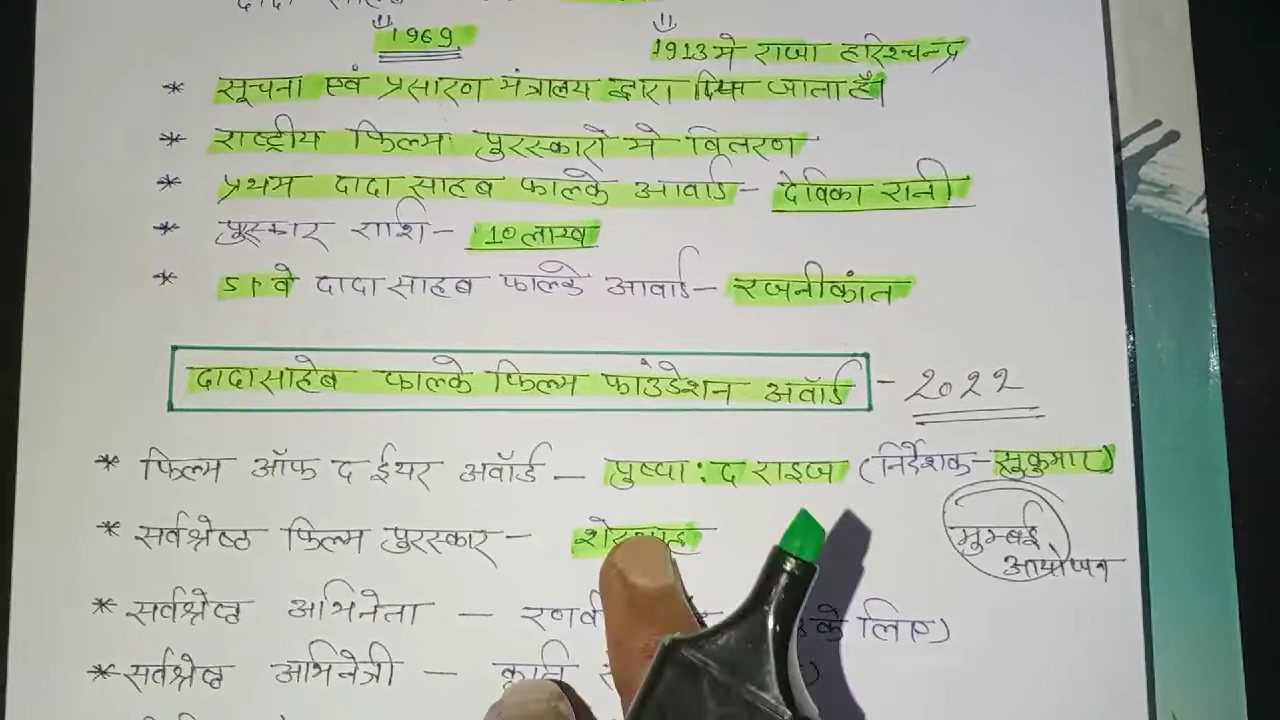 दादा साहब
1969 1913 मे राजा हरिश्चन्द्र
* सूचना एवं प्रसारण मंत्रालय द्वारा दिया जाता है।
* राष्ट्रीय फिल्म पुरस्कारो मे वितरण
* प्रथम दादा साहब फाल्के आवार्ड - देविका रानी
* पुरस्कार राशि - 10 लाख
* 51 वे दादा साहब फाल्के आवार्ड - रजनीकांत
दादासाहेब फाल्के फिल्म फाउंडेशन अवॉर्ड - 2022
* फिल्म ऑफ द ईयर अवॉर्ड - पुष्पा : द राइज (निर्देशक - सुकुमार)
* सर्वश्रेष्ठ फिल्म पुरस्कार - शेरशाह
मुम्बई
आयोजन
* सर्वश्रेष्ठ अभिनेता - के लिए)
* सर्वश्रेष्ठ अभिनेत्री - कृति